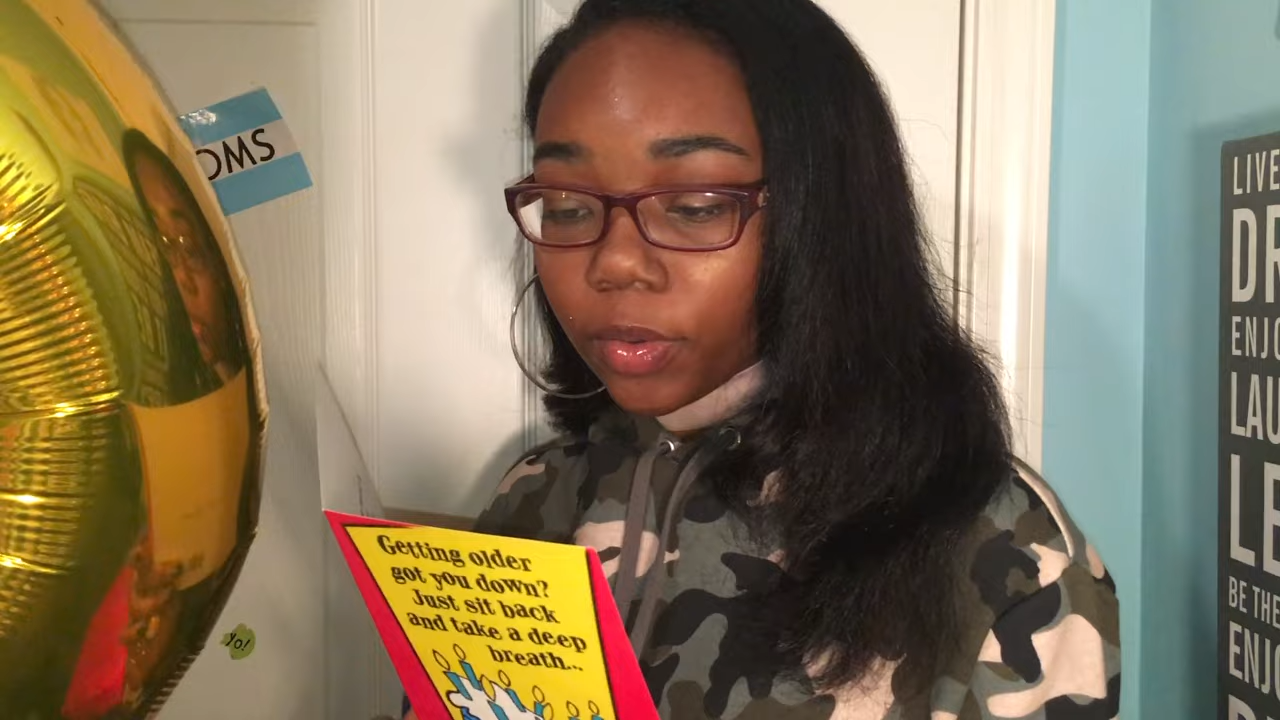 OMS
Getting older
got you down?
Just sit back
and take a deep
breath...
yo!
LIVE
DR
ENJO
LAU
LE
BE THE
ENJO